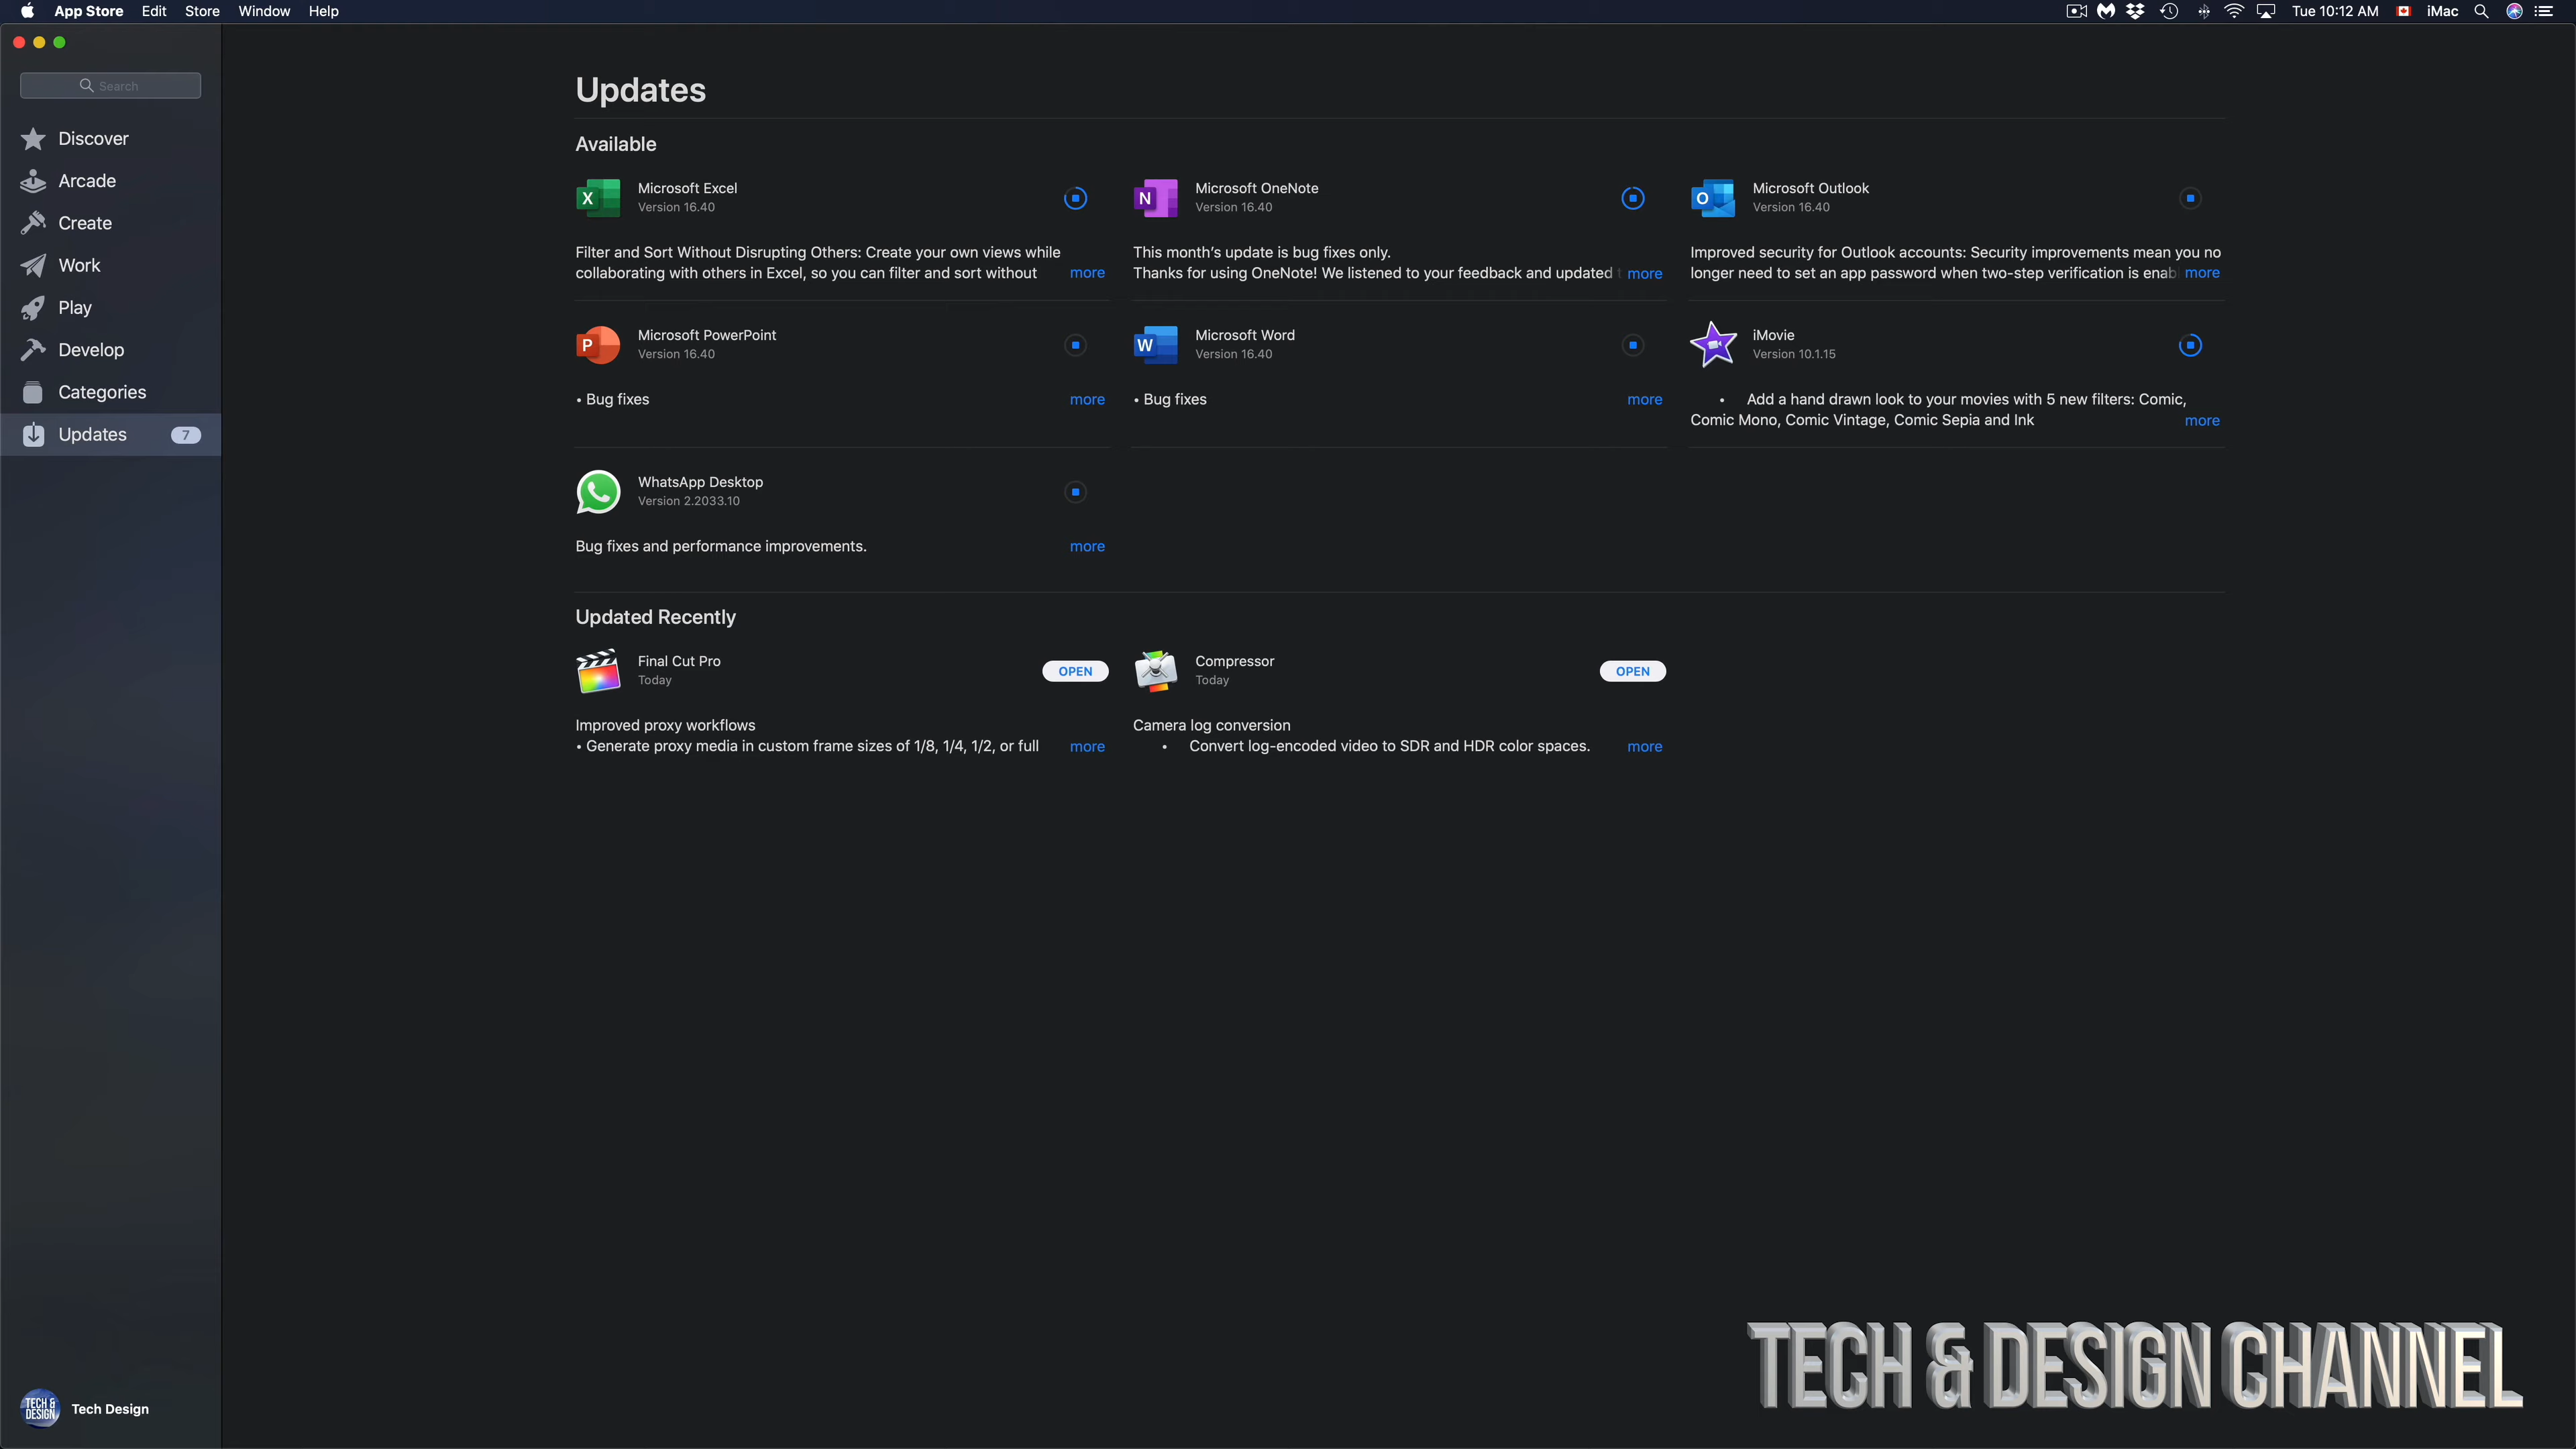 App Store Edit Store Window Help
Tue 10:12 AM iMac
Search
Discover
Arcade
Create
Work
Play
Develop
Categories
Updates 7
Tech Design
TECH &
DESIGN
Updates
Available
Microsoft Excel
Version 16.40
Filter and Sort Without Disrupting Others: Create your own views while
collaborating with others in Excel, so you can filter and sort without more
Microsoft OneNote
Version 16.40
This month’s update is bug fixes only.
Thanks for using OneNote! We listened to your feedback and updated more
Microsoft Outlook
Version 16.40
Improved security for Outlook accounts: Security improvements mean you no
longer need to set an app password when two-step verification is enab more
Microsoft PowerPoint
Version 16.40
• Bug fixes more
Microsoft Word
Version 16.40
• Bug fixes more
iMovie
Version 10.1.15
• Add a hand drawn look to your movies with 5 new filters: Comic,
Comic Mono, Comic Vintage, Comic Sepia and Ink more
WhatsApp Desktop
Version 2.2033.10
Bug fixes and performance improvements. more
Updated Recently
Final Cut Pro
Today
OPEN
Improved proxy workflows
• Generate proxy media in custom frame sizes of 1/8, 1/4, 1/2, or full more
Compressor
Today
OPEN
Camera log conversion
• Convert log-encoded video to SDR and HDR color spaces. more
TECH & DESIGN CHANNEL